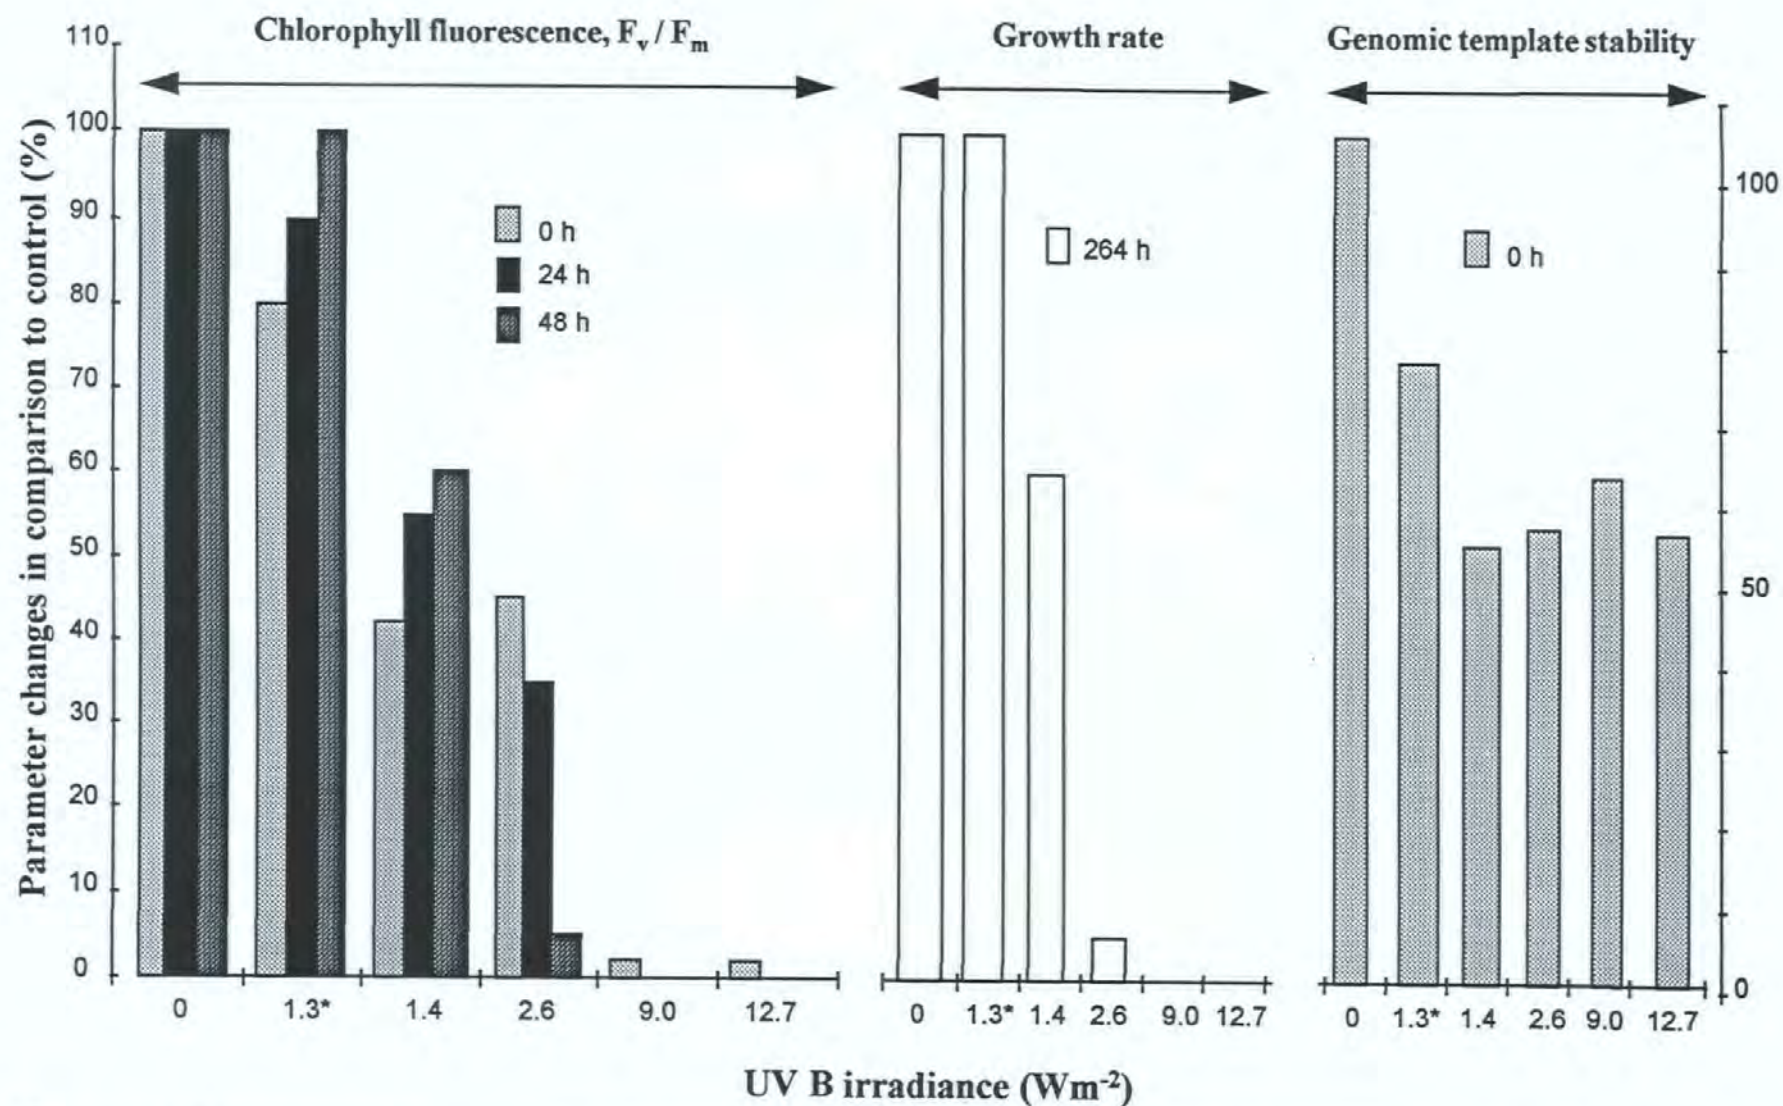 Chlorophyll fluorescence, Fv / Fm
Growth rate
Genomic template stability
Parameter changes in comparison to control (%)
110
100
90
80
70
60
50
40
30
20
10
0
0 h
24 h
48 h
264 h
0 h
100
50
0
0 1.3* 1.4 2.6 9.0 12.7
0 1.3* 1.4 2.6 9.0 12.7
0 1.3* 1.4 2.6 9.0 12.7
UV B irradiance (Wm-2)